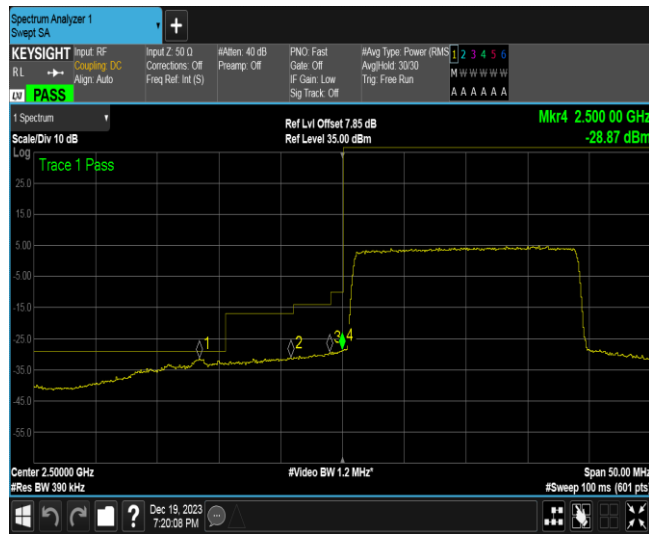 Spectrum Analyzer 1
Swept SA
KEYSIGHT
RL
LXI
PASS
Input: RF
Coupling: DC
Align: Auto
Input Z: 50 Ω
Corrections: Off
Freq Ref: Int (S)
#Atten: 40 dB
Preamp: Off
PNO: Fast
Gate: Off
IF Gain: Low
Sig Track: Off
#Avg Type: Power (RMS
Avg|Hold: 30/30
Trig: Free Run
1 2 3 4 5 6
M W W W W W
A A A A A A
1 Spectrum
Scale/Div 10 dB
Ref Lvl Offset 7.85 dB
Ref Level 35.00 dBm
Mkr4 2.500 00 GHz
-28.87 dBm
Log
Trace 1 Pass
25.0
15.0
5.00
-5.00
-15.0
-25.0
-35.0
-45.0
-55.0
1
2
3
4
Center 2.50000 GHz
#Res BW 390 kHz
#Video BW 1.2 MHz*
Span 50.00 MHz
#Sweep 100 ms (601 pts)
?
Dec 19, 2023
7:20:08 PM